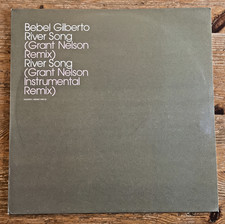 Bebel Gilberto
River Song
(Grant Nelson
Remix)
River Song
(Grant Nelson
Instrumental
Remix)